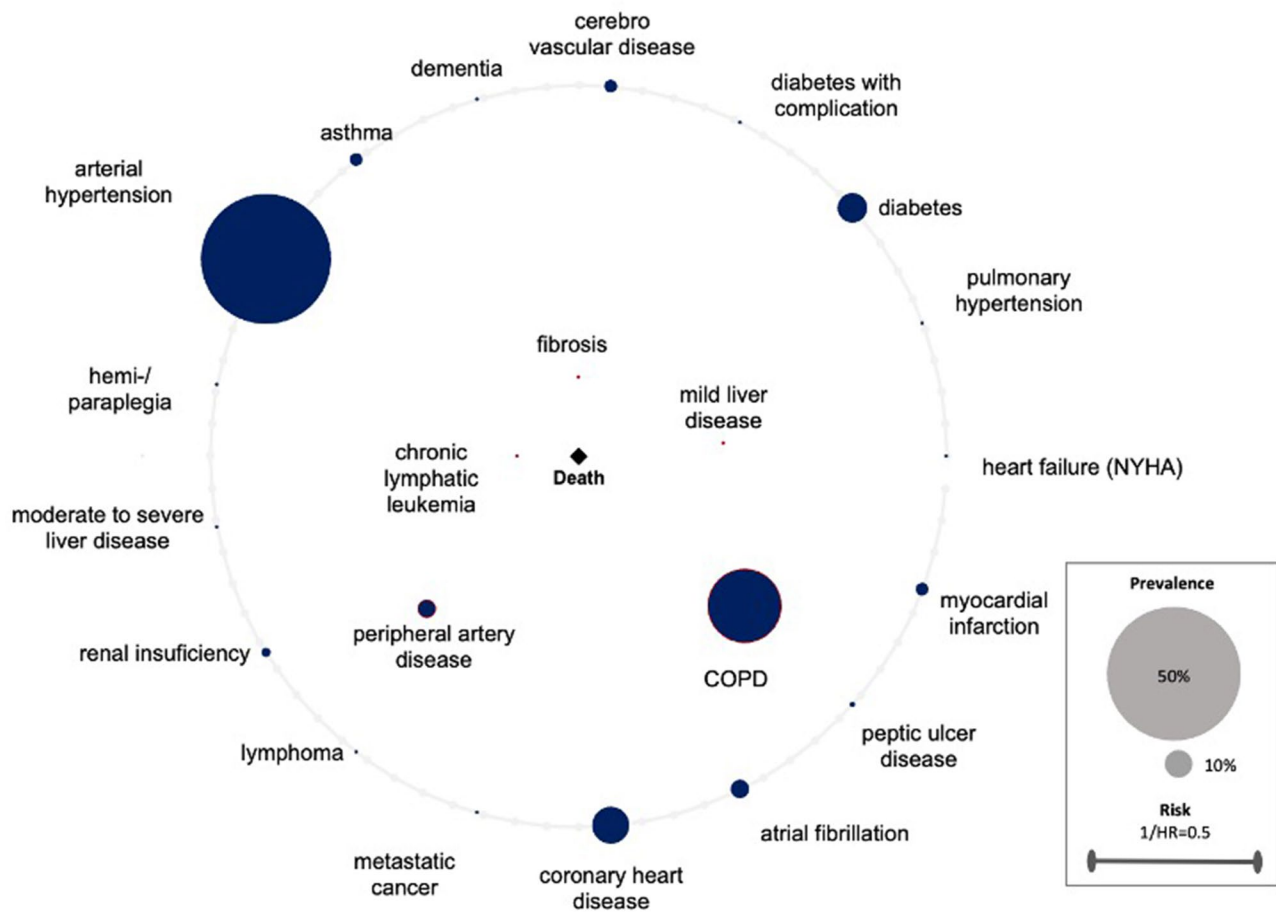 cerebro
vascular disease
dementia
diabetes with
complication
asthma
arterial
hypertension
diabetes
pulmonary
hypertension
fibrosis
mild liver
disease
hemi-/
paraplegia
chronic
lymphatic
leukemia
Death
heart failure (NYHA)
moderate to severe
liver disease
peripheral artery
disease
renal insuficiency
COPD
myocardial
infarction
lymphoma
peptic ulcer
disease
atrial fibrillation
metastatic
cancer
coronary heart
disease
Prevalence
50%
10%
Risk
1/HR=0.5